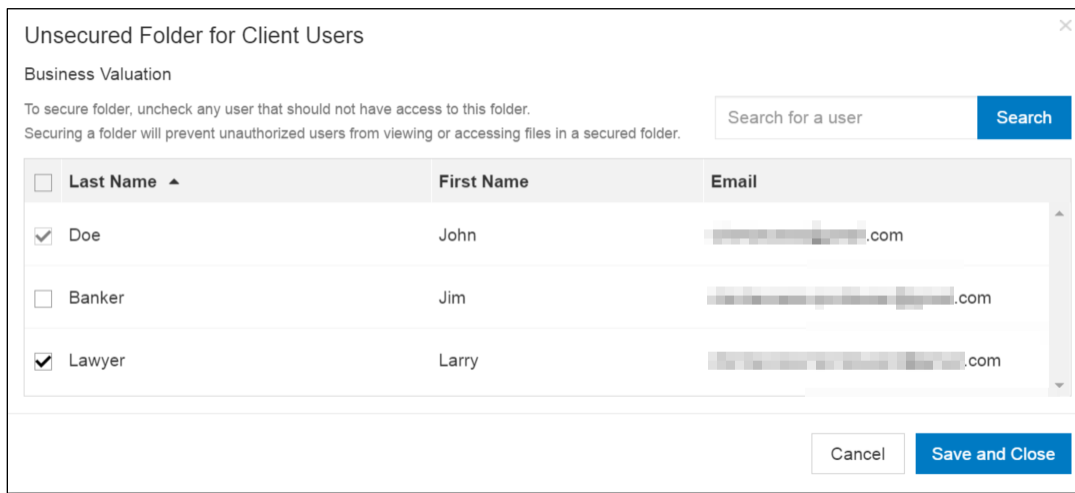 Unsecured Folder for Client Users
Business Valuation
To secure folder, uncheck any user that should not have access to this folder.
Securing a folder will prevent unauthorized users from viewing or accessing files in a secured folder.
Search for a user Search
Last Name First Name Email
Doe John .com
Banker Jim .com
Lawyer Larry .com
Cancel Save and Close